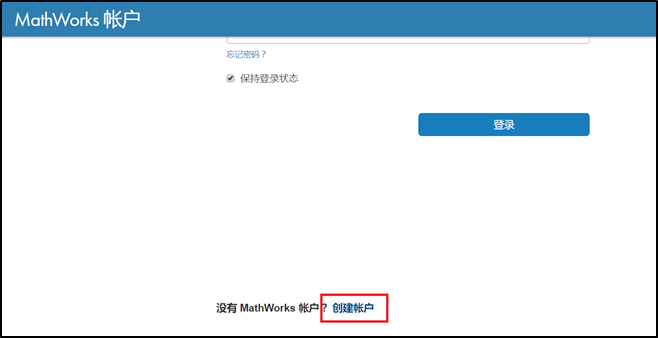 MathWorks 帐户
忘记密码？
保持登录状态
登录
没有 MathWorks 帐户？创建帐户